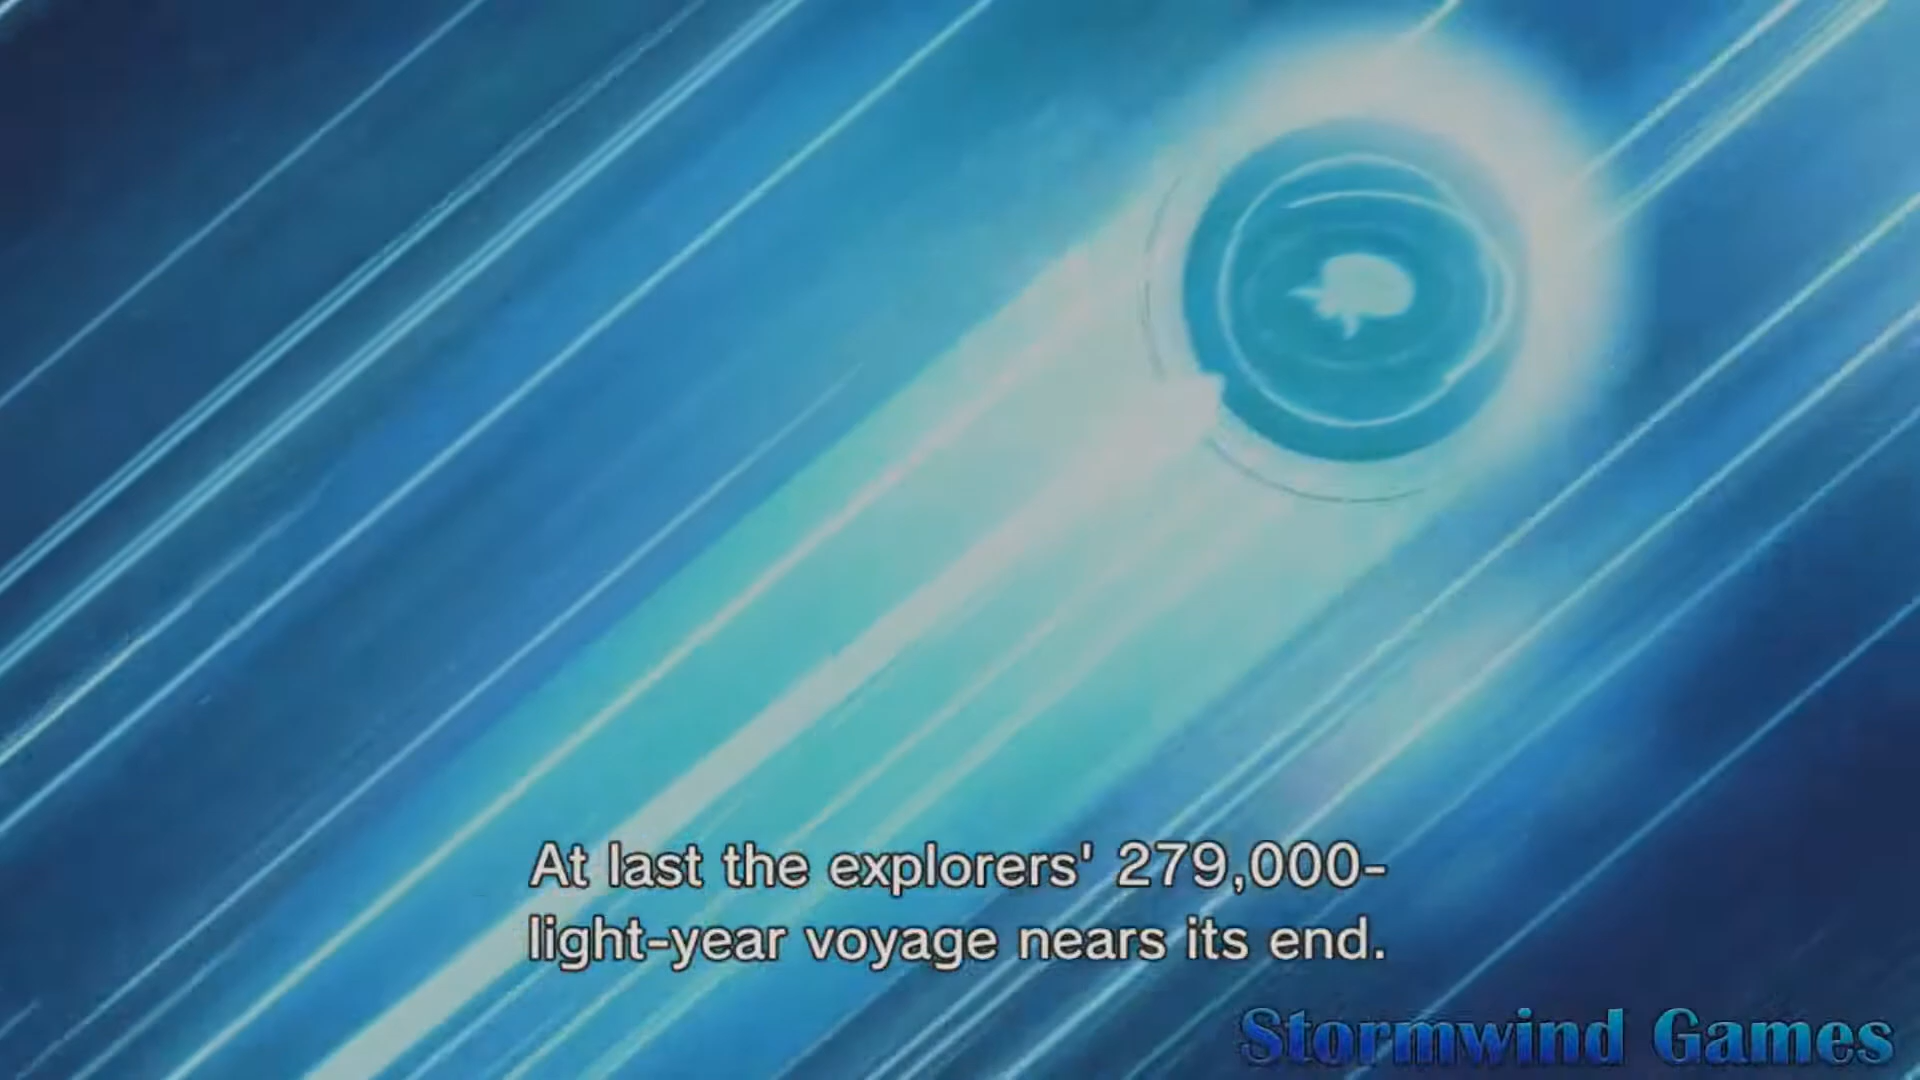 At last the explorers' 279,000-
light-year voyage nears its end.
Stormwind Games